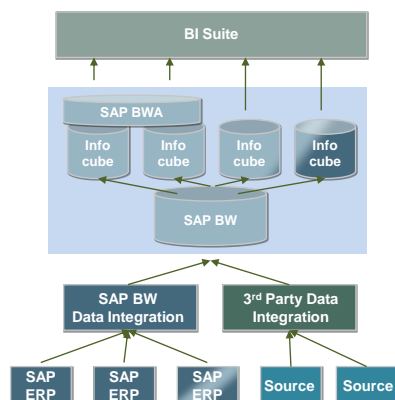 BI Suite
SAP BWA
Info
cube
Info
cube
Info
cube
Info
cube
SAP BW
SAP BW
Data Integration
3rd Party Data
Integration
SAP
ERP
SAP
ERP
SAP
ERP
Source
Source